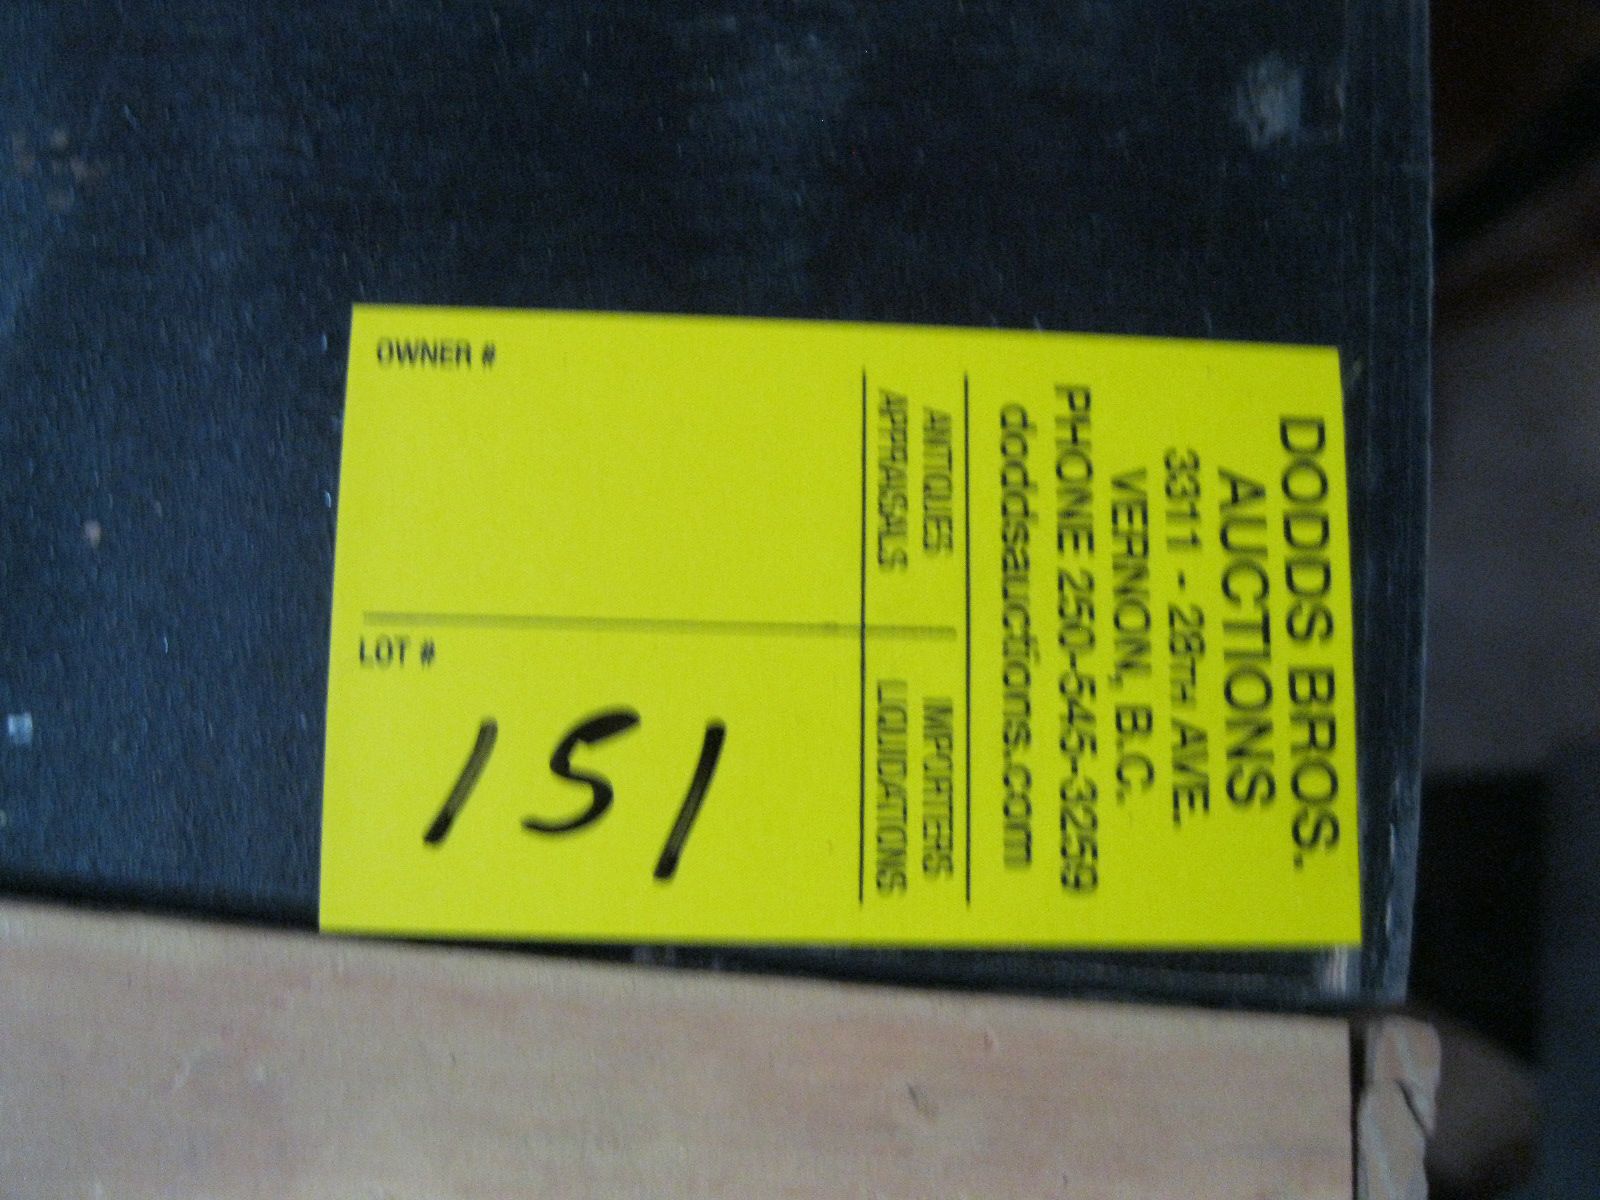 DODDS BROS.
AUCTIONS
3311 - 28TH AVE.
VERNON, B.C.
PHONE 250-545-3259
doddsauctions.com
ANTIQUES IMPORTERS
APPRAISALS LIQUIDATIONS
OWNER #
LOT #
151